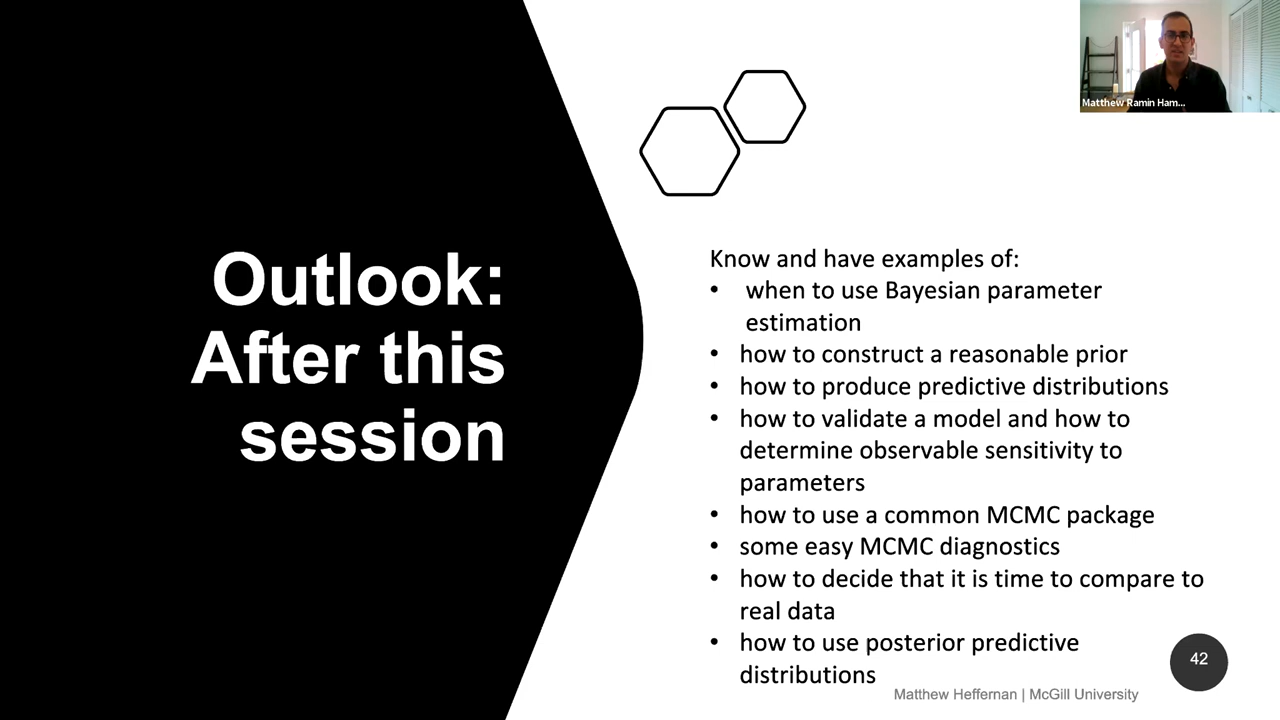 Matthew Ramin Ham...
Outlook:
After this
session
Know and have examples of:
• when to use Bayesian parameter
estimation
• how to construct a reasonable prior
• how to produce predictive distributions
• how to validate a model and how to
determine observable sensitivity to
parameters
• how to use a common MCMC package
• some easy MCMC diagnostics
• how to decide that it is time to compare to
real data
• how to use posterior predictive
distributions
42
Matthew Heffernan | McGill University